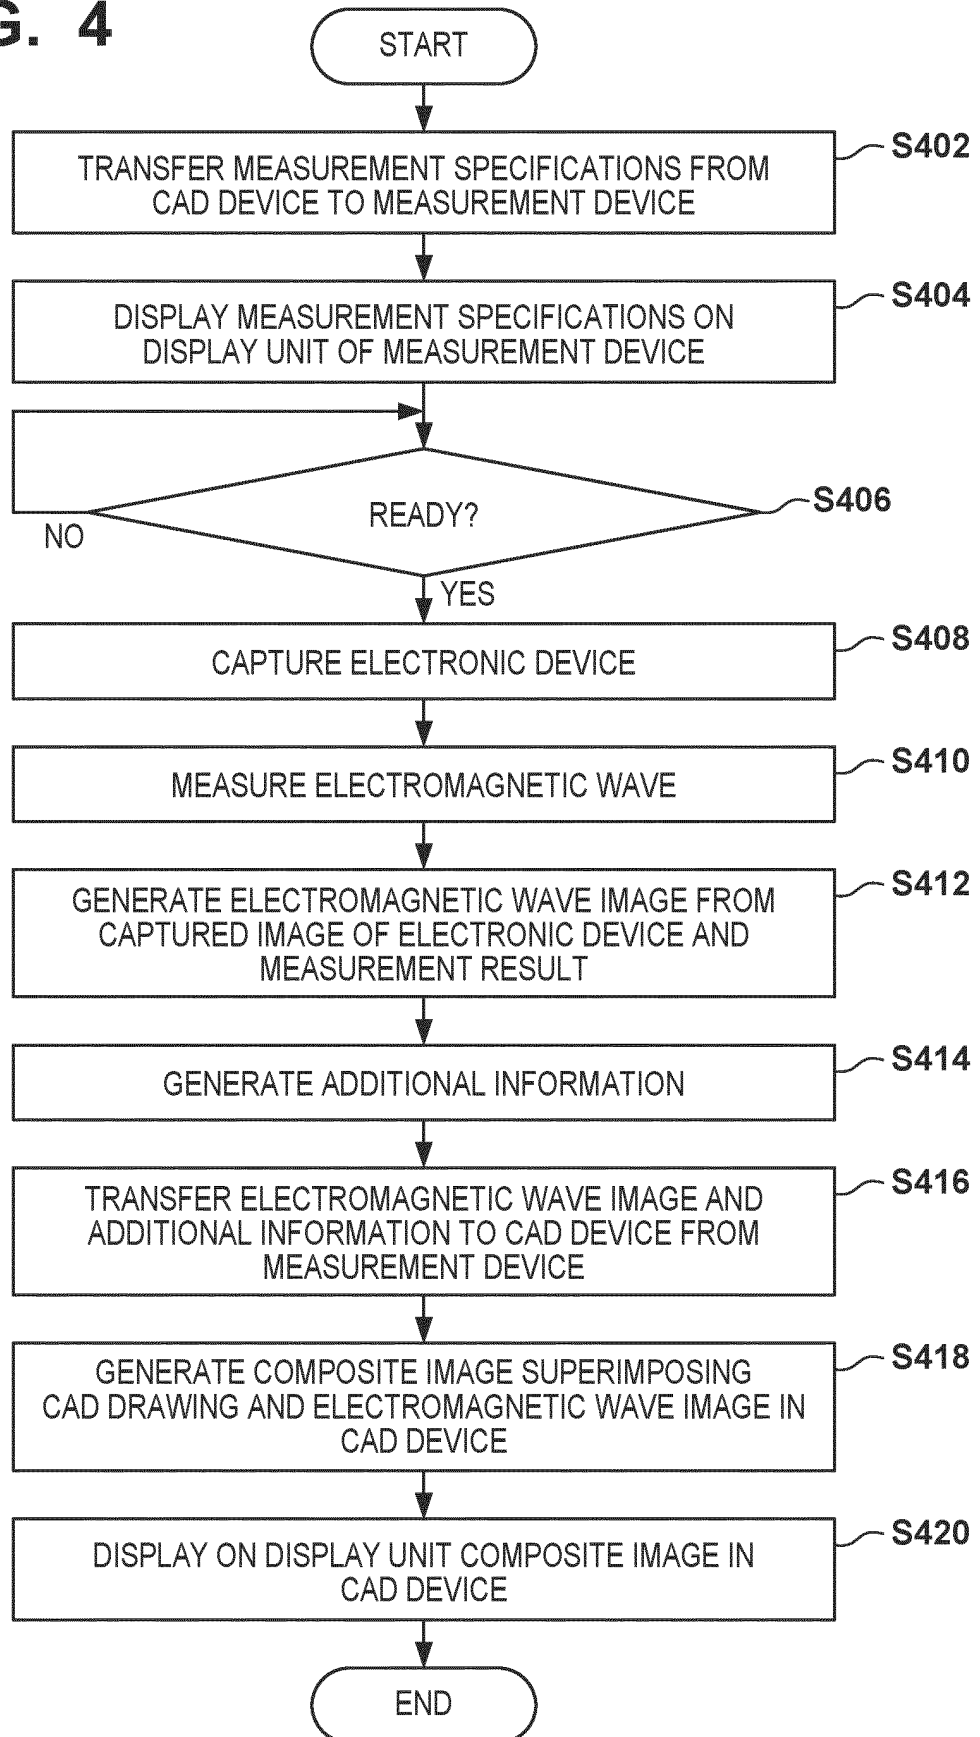 G. 4
START
S402
TRANSFER MEASUREMENT SPECIFICATIONS FROM
CAD DEVICE TO MEASUREMENT DEVICE
S404
DISPLAY MEASUREMENT SPECIFICATIONS ON
DISPLAY UNIT OF MEASUREMENT DEVICE
S406
READY?
NO
YES
S408
CAPTURE ELECTRONIC DEVICE
S410
MEASURE ELECTROMAGNETIC WAVE
S412
GENERATE ELECTROMAGNETIC WAVE IMAGE FROM
CAPTURED IMAGE OF ELECTRONIC DEVICE AND
MEASUREMENT RESULT
S414
GENERATE ADDITIONAL INFORMATION
S416
TRANSFER ELECTROMAGNETIC WAVE IMAGE AND
ADDITIONAL INFORMATION TO CAD DEVICE FROM
MEASUREMENT DEVICE
S418
GENERATE COMPOSITE IMAGE SUPERIMPOSING
CAD DRAWING AND ELECTROMAGNETIC WAVE IMAGE IN
CAD DEVICE
S420
DISPLAY ON DISPLAY UNIT COMPOSITE IMAGE IN
CAD DEVICE
END